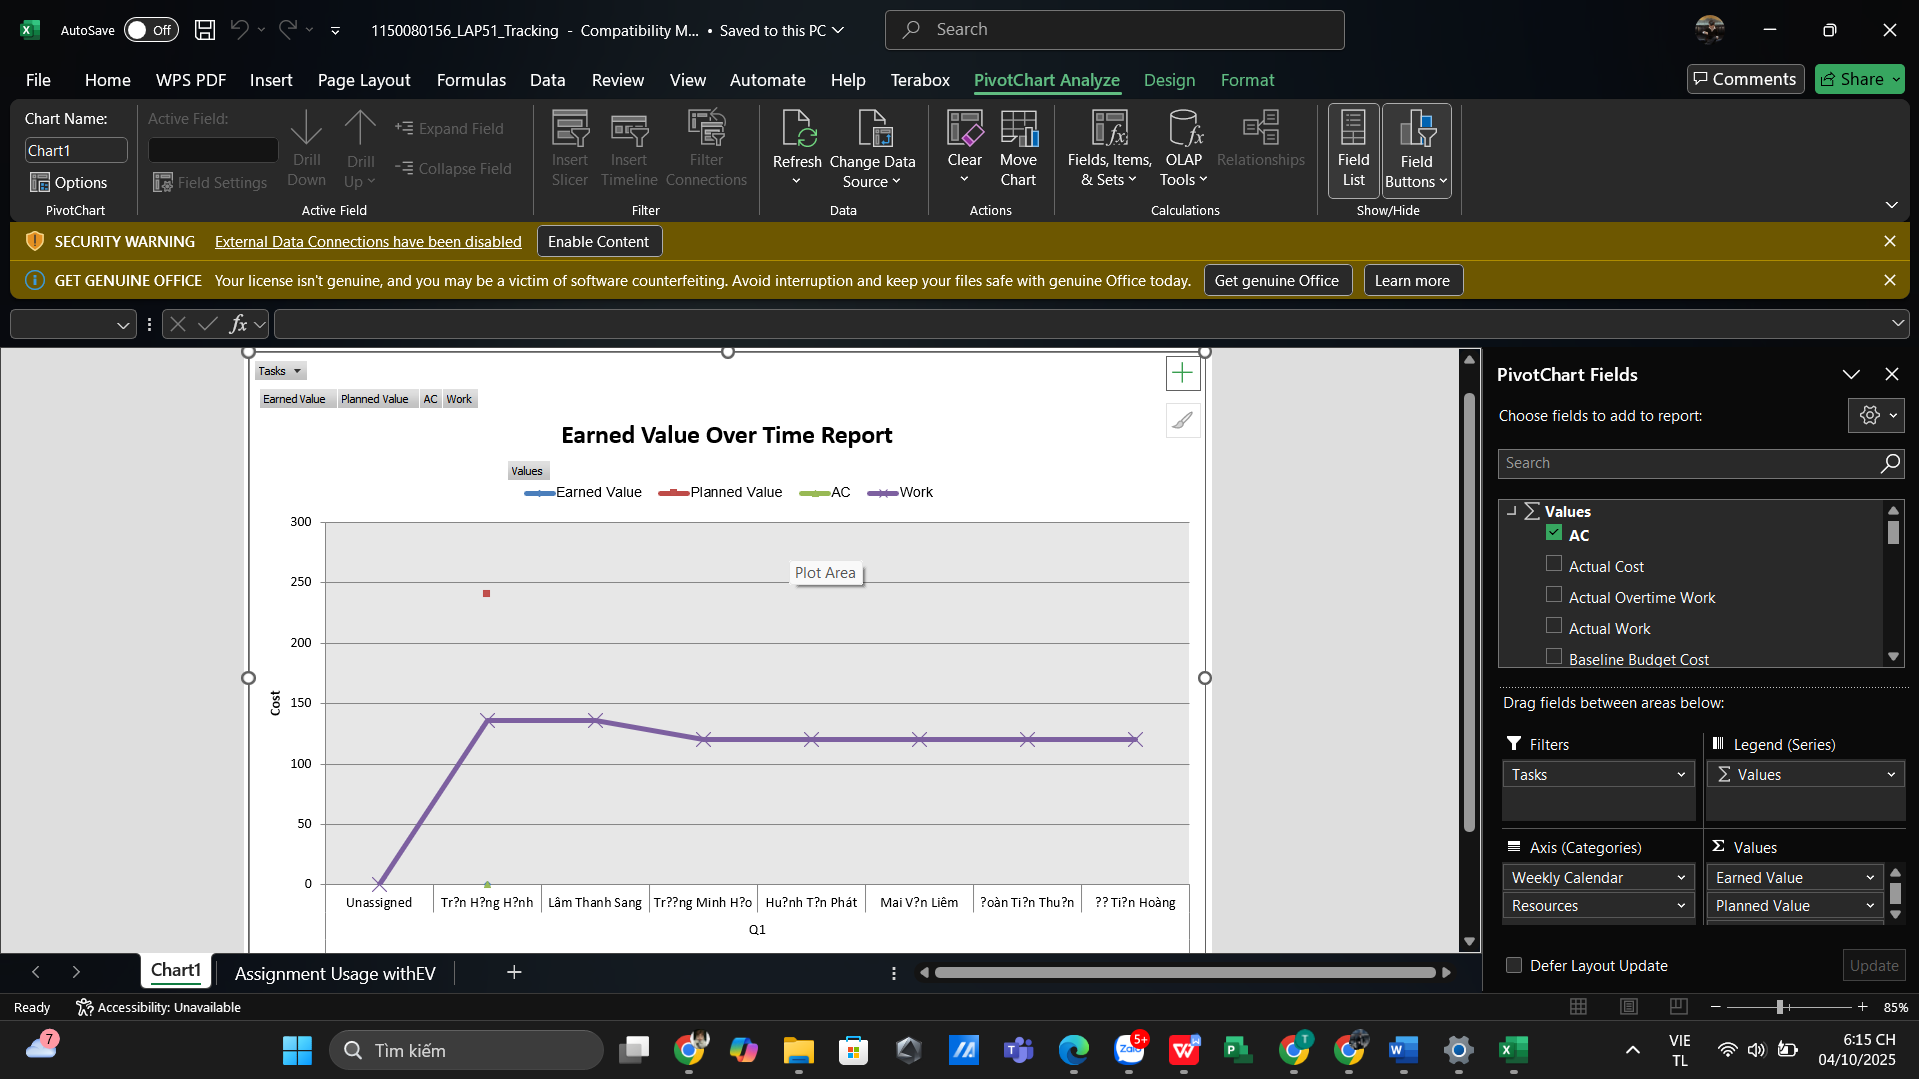 AutoSave Off 1150080156_LAP51_Tracking - Compatibility M... • Saved to this PC Search
File Home WPS PDF Insert Page Layout Formulas Data Review View Automate Help Terabox PivotChart Analyze Design Format Comments Share
Chart Name:
Chart1
Options
PivotChart
Active Field:
Field Settings
Drill Down
Drill Up
Expand Field
Collapse Field
Active Field
Insert Slicer
Insert Timeline
Filter Connections
Filter
Refresh
Change Data Source
Data
Clear
Move Chart
Actions
Fields, Items, & Sets
OLAP Tools
Relationships
Calculations
Field List
Field Buttons
Show/Hide
SECURITY WARNING External Data Connections have been disabled Enable Content
GET GENUINE OFFICE Your license isn't genuine, and you may be a victim of software counterfeiting. Avoid interruption and keep your files safe with genuine Office today. Get genuine Office Learn more
fx
Tasks
Earned Value Planned Value AC Work
Earned Value Over Time Report
Values
Earned Value Planned Value AC Work
300
250
200
150
100
50
0
Cost
Plot Area
Unassigned Tr?n H?ng H?nh Lâm Thanh Sang Tr??ng Minh H?o Hu?nh T?n Phát Mai V?n Liêm ?oàn Ti?n Thu?n ?? Ti?n Hoàng
Q1
PivotChart Fields
Choose fields to add to report:
Search
Values
AC
Actual Cost
Actual Overtime Work
Actual Work
Baseline Budget Cost
Drag fields between areas below:
Filters
Tasks
Legend (Series)
Values
Axis (Categories)
Weekly Calendar
Resources
Values
Earned Value
Planned Value
Defer Layout Update Update
Chart1 Assignment Usage withEV
Ready Accessibility: Unavailable 85%
7
Tìm kiếm
T
Zalo
5+
VIE
TL
6:15 CH
04/10/2025